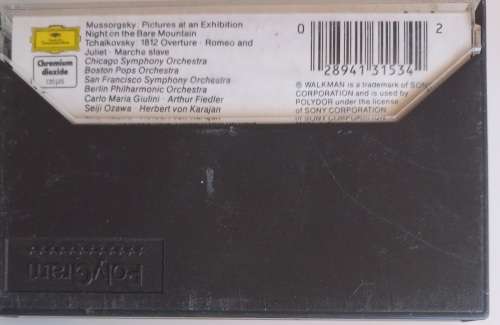 Mussorgsky: Pictures at an Exhibition
Night on the Bare Mountain
Tchaikovsky: 1812 Overture · Romeo and
Juliet · Marche slave
Chicago Symphony Orchestra
Boston Pops Orchestra
San Francisco Symphony Orchestra
Berlin Philharmonic Orchestra
Carlo Maria Giulini · Arthur Fiedler
Seiji Ozawa · Herbert von Karajan
Chromium
dioxide
0 28941 31534 2
® WALKMAN is a trademark of SONY
CORPORATION and is used by
POLYDOR under the license
of SONY CORPORATION
PolyGram